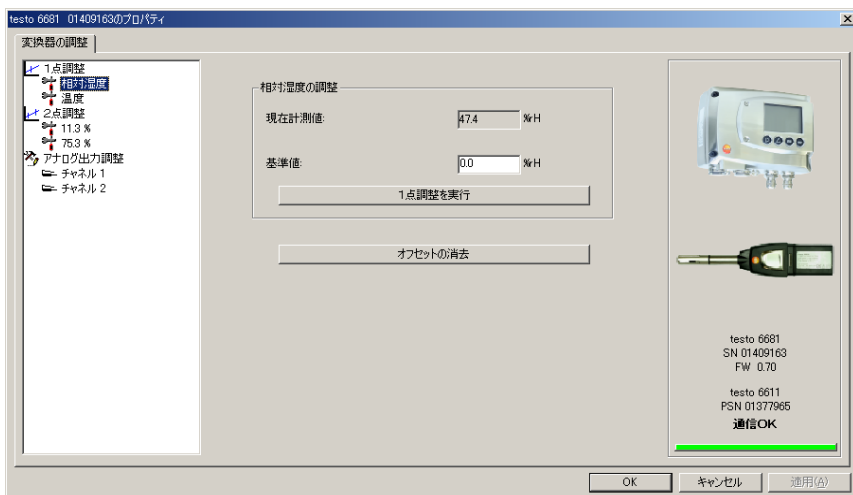 testo 6681 01409163のプロパティ
変換器の調整
1点調整
相対湿度
温度
2点調整
11.3 %
75.3 %
アナログ出力調整
チャネル 1
チャネル 2
相対湿度の調整
現在計測値: 47.4 %rH
基準値: 0.0 %rH
1点調整を実行
オフセットの消去
testo 6681
SN 01409163
FW 0.70
testo 6611
PSN 01377965
通信OK
OK キャンセル 適用(A)